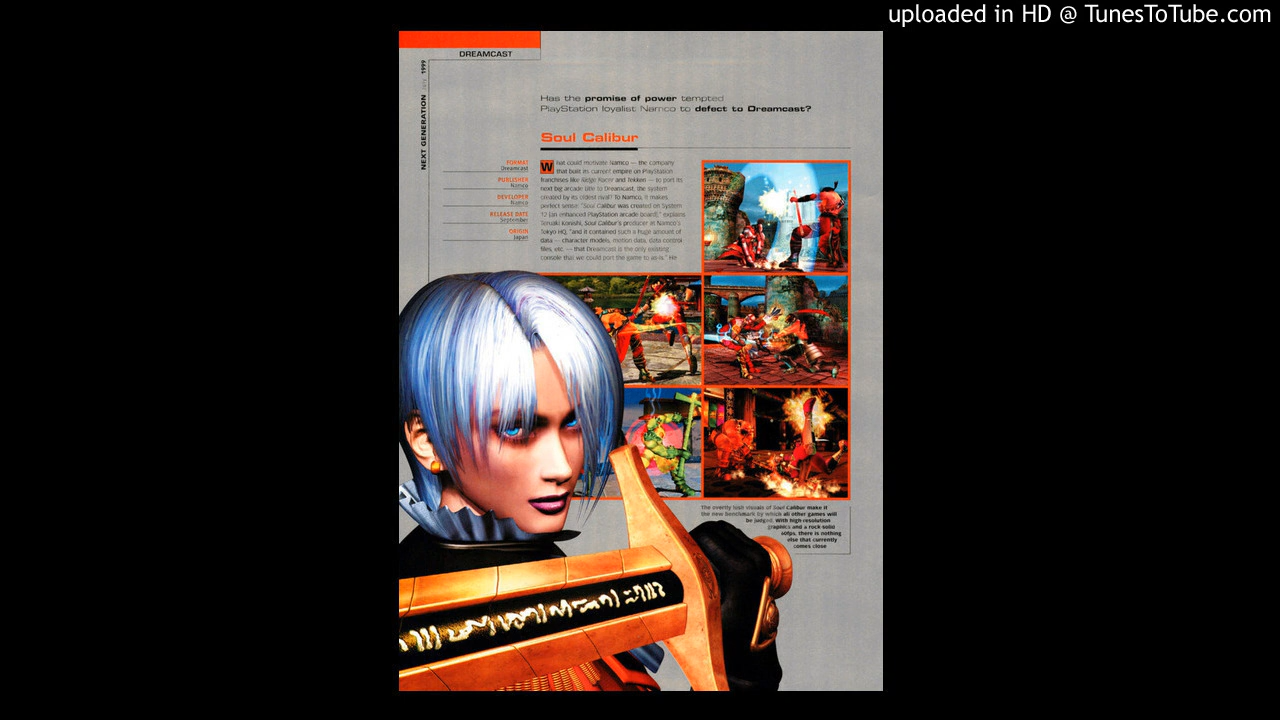 uploaded in HD @ TunesToTube.com
DREAMCAST
NEXT GENERATION JULY 1999
Has the promise of power tempted
PlayStation loyalist Namco to defect to Dreamcast?
Soul Calibur
FORMAT
Dreamcast
PUBLISHER
Namco
DEVELOPER
Namco
RELEASE DATE
September
ORIGIN
Japan
What could motivate Namco — the company
that built its current empire on PlayStation
franchises like Ridge Racer and Tekken — to port its
next big arcade title to Dreamcast, the system
created by its oldest rival? To Namco, it makes
perfect sense. "Soul Calibur was created on System
12 [an enhanced PlayStation arcade board]," explains
Teruaki Konishi, Soul Calibur's producer in Namco's
Tokyo HQ, "and it contained such a huge amount of
data — character models, motion data, data control
files, etc. — that Dreamcast is the only existing
console that we could port the game to as-is." He
The overtly lush visuals of Soul Calibur make it
the new benchmark by which all other games will
be judged. With high-resolution
graphics and a rock-solid
60fps, there is nothing
else that currently
comes close